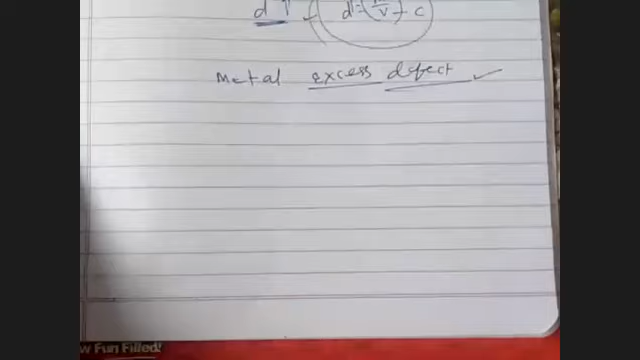 d ↑
d = (m/v) - c
Metal excess defect ✓
w Fun Filled!